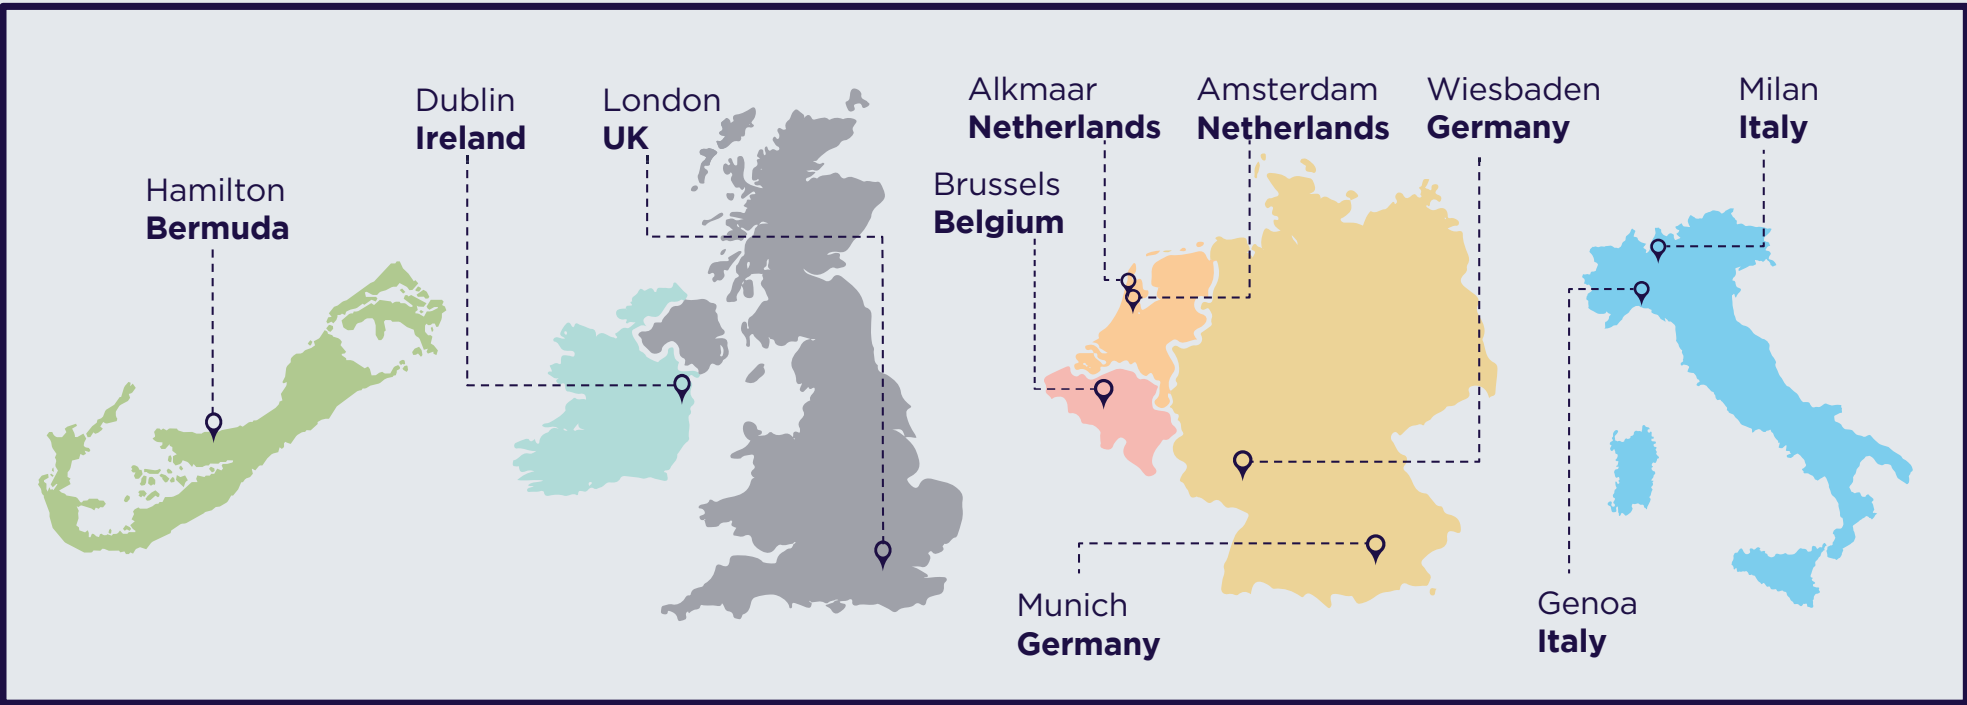 Hamilton
Bermuda
Dublin
Ireland
London
UK
Brussels
Belgium
Alkmaar
Netherlands
Amsterdam
Netherlands
Wiesbaden
Germany
Milan
Italy
Munich
Germany
Genoa
Italy